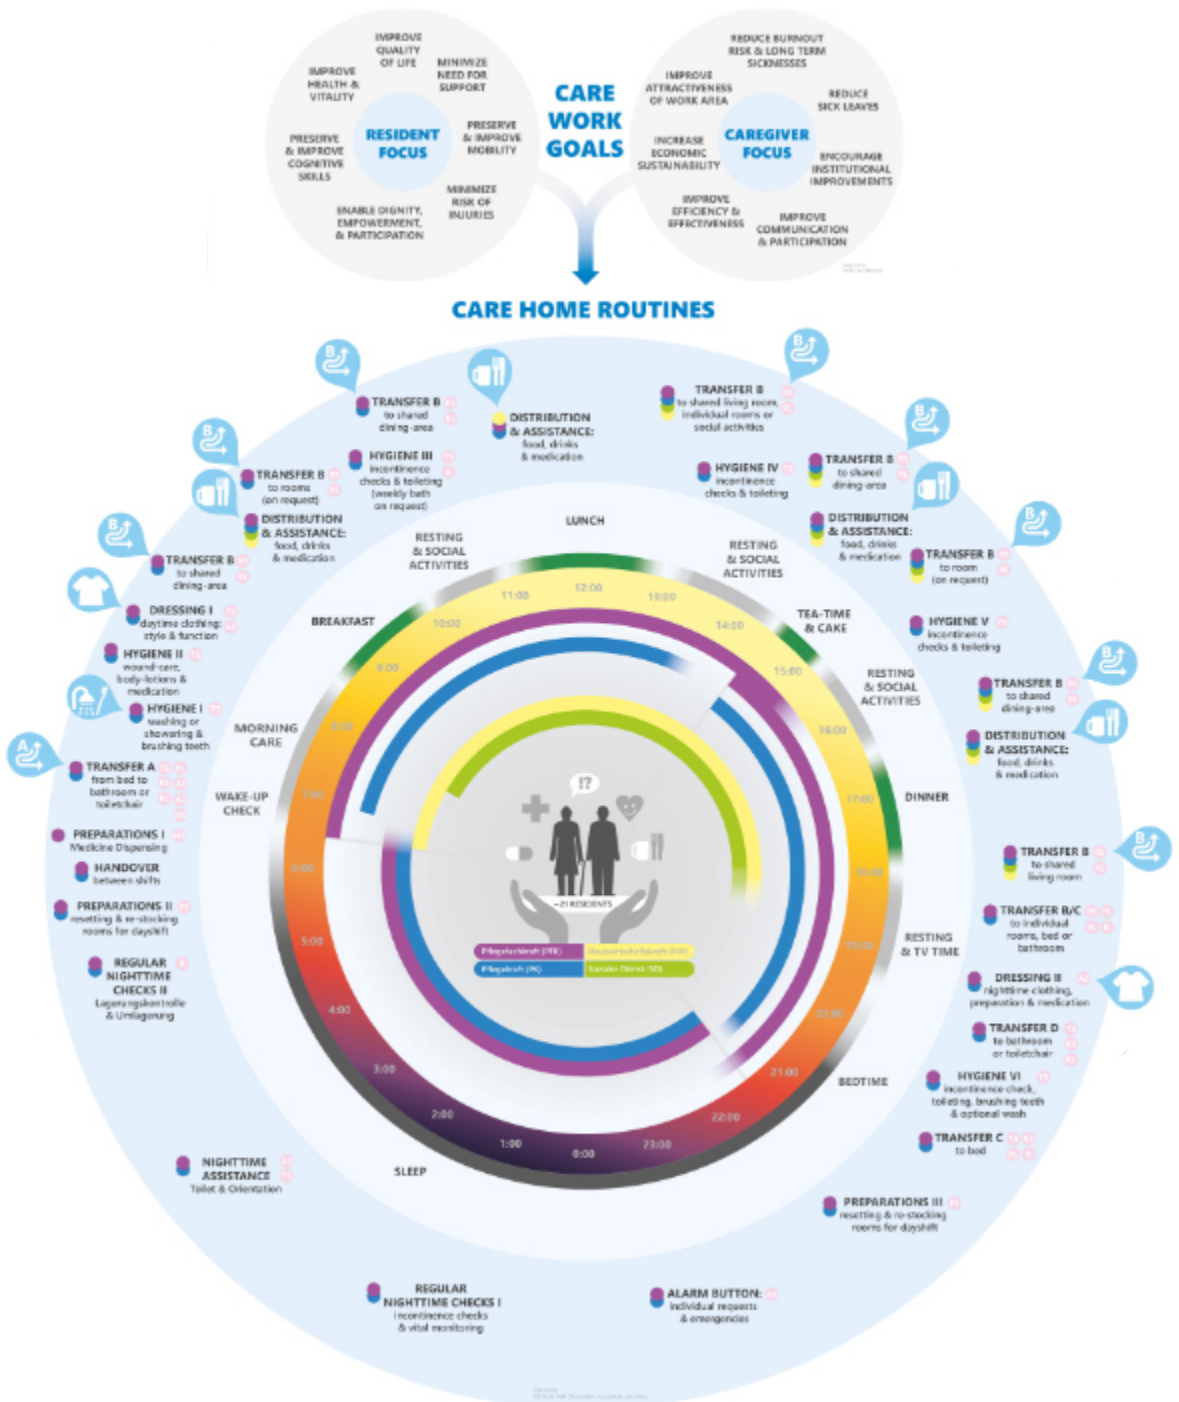 IMPROVE
QUALITY
OF LIFE
MINIMIZE
NEED FOR
SUPPORT
IMPROVE
HEALTH &
VITALITY
PRESERVE
& IMPROVE
MOBILITY
PRESERVE
& IMPROVE
COGNITIVE
SKILLS
RESIDENT
FOCUS
MINIMIZE
RISK OF
INJURIES
ENABLE DIGNITY,
EMPOWERMENT,
& PARTICIPATION
CARE
WORK
GOALS
REDUCE BURNOUT
RISK & LONG TERM
SICKNESSES
IMPROVE
ATTRACTIVENESS
OF WORK AREA
REDUCE
SICK LEAVES
INCREASE
ECONOMIC
SUSTAINABILITY
CAREGIVER
FOCUS
ENCOURAGE
INSTITUTIONAL
IMPROVEMENTS
IMPROVE
EFFICIENCY &
EFFECTIVENESS
IMPROVE
COMMUNICATION
& PARTICIPATION
CARE HOME ROUTINES
B
TRANSFER B
to shared
dining-area
DISTRIBUTION
& ASSISTANCE:
food, drinks
& medication
B
TRANSFER B
to shared living room,
individual rooms or
social activities
B
TRANSFER B
to rooms
(on request)
HYGIENE III
incontinence
checks & toileting
(weekly bath
on request)
HYGIENE IV
incontinence
checks & toileting
B
TRANSFER B
to shared
dining-area
DISTRIBUTION
& ASSISTANCE:
food, drinks
& medication
DISTRIBUTION
& ASSISTANCE:
food, drinks
& medication
B
TRANSFER B
to shared
dining-area
B
TRANSFER B
to room
(on request)
DRESSING I
daytime clothing:
style & function
HYGIENE V
incontinence
checks & toileting
HYGIENE II
wound-care,
body-lotions &
medication
B
TRANSFER B
to shared
dining-area
HYGIENE I
washing or
showering &
brushing teeth
DISTRIBUTION
& ASSISTANCE:
food, drinks
& medication
A
TRANSFER A
from bed to
bathroom or
toiletchair
PREPARATIONS I
Medicine Dispensing
HANDOVER
between shifts
B
TRANSFER B
to shared
living room
PREPARATIONS II
resetting & re-stocking
rooms for dayshift
TRANSFER B/C
to individual
rooms, bed or
bathroom
REGULAR
NIGHTTIME
CHECKS II
Lagerungskontrolle
& Umlagerung
DRESSING II
nighttime clothing,
preparation & medication
TRANSFER D
to bathroom
or toiletchair
HYGIENE VI
incontinence check,
toileting, brushing teeth
& optional wash
TRANSFER C
to bed
NIGHTTIME
ASSISTANCE
Toilet & Orientation
PREPARATIONS III
resetting & re-stocking
rooms for dayshift
REGULAR
NIGHTTIME CHECKS I
incontinence checks
& vital monitoring
ALARM BUTTON:
individual requests
& emergencies
LUNCH
RESTING
& SOCIAL
ACTIVITIES
RESTING
& SOCIAL
ACTIVITIES
BREAKFAST
TEA-TIME
& CAKE
RESTING
& SOCIAL
ACTIVITIES
MORNING
CARE
WAKE-UP
CHECK
DINNER
RESTING
& TV TIME
BEDTIME
SLEEP
12:00
13:00
14:00
15:00
16:00
17:00
18:00
19:00
20:00
21:00
22:00
23:00
0:00
1:00
2:00
3:00
4:00
5:00
6:00
7:00
8:00
9:00
10:00
11:00
!?
~21 RESIDENTS
Pflegefachkraft (PFK)
Hauswirtschaftskraft (HW)
Pflegekraft (PK)
Sozialer Dienst (SD)